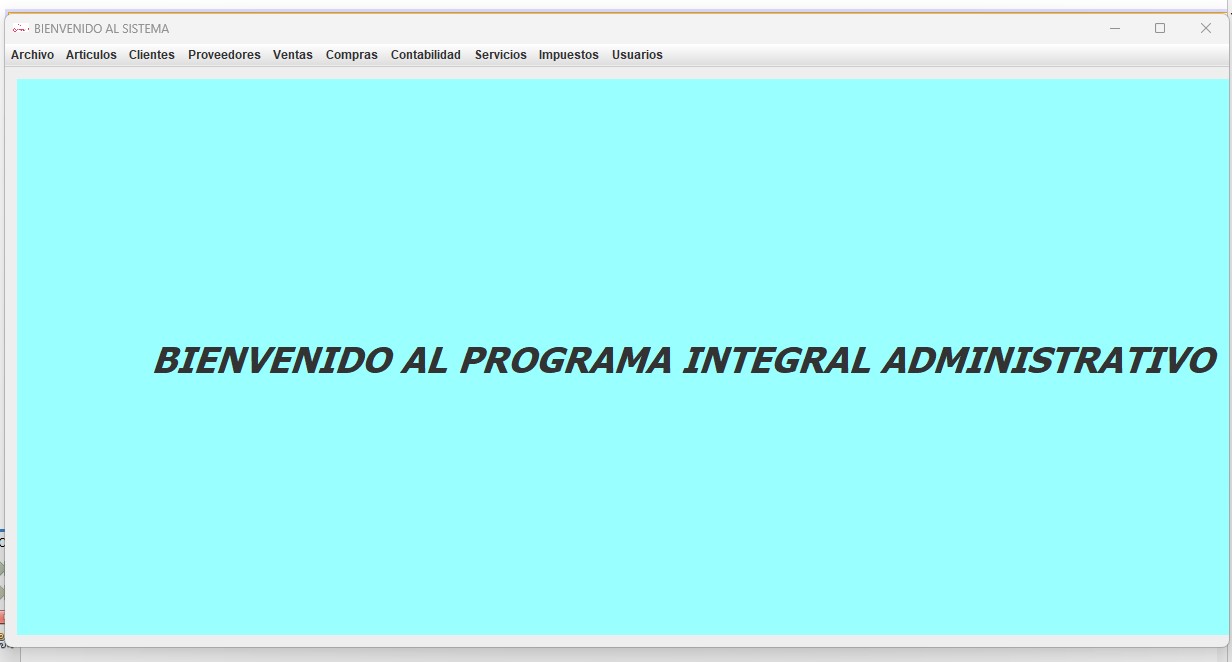 BIENVENIDO AL SISTEMA
Archivo Articulos Clientes Proveedores Ventas Compras Contabilidad Servicios Impuestos Usuarios
BIENVENIDO AL PROGRAMA INTEGRAL ADMINISTRATIVO